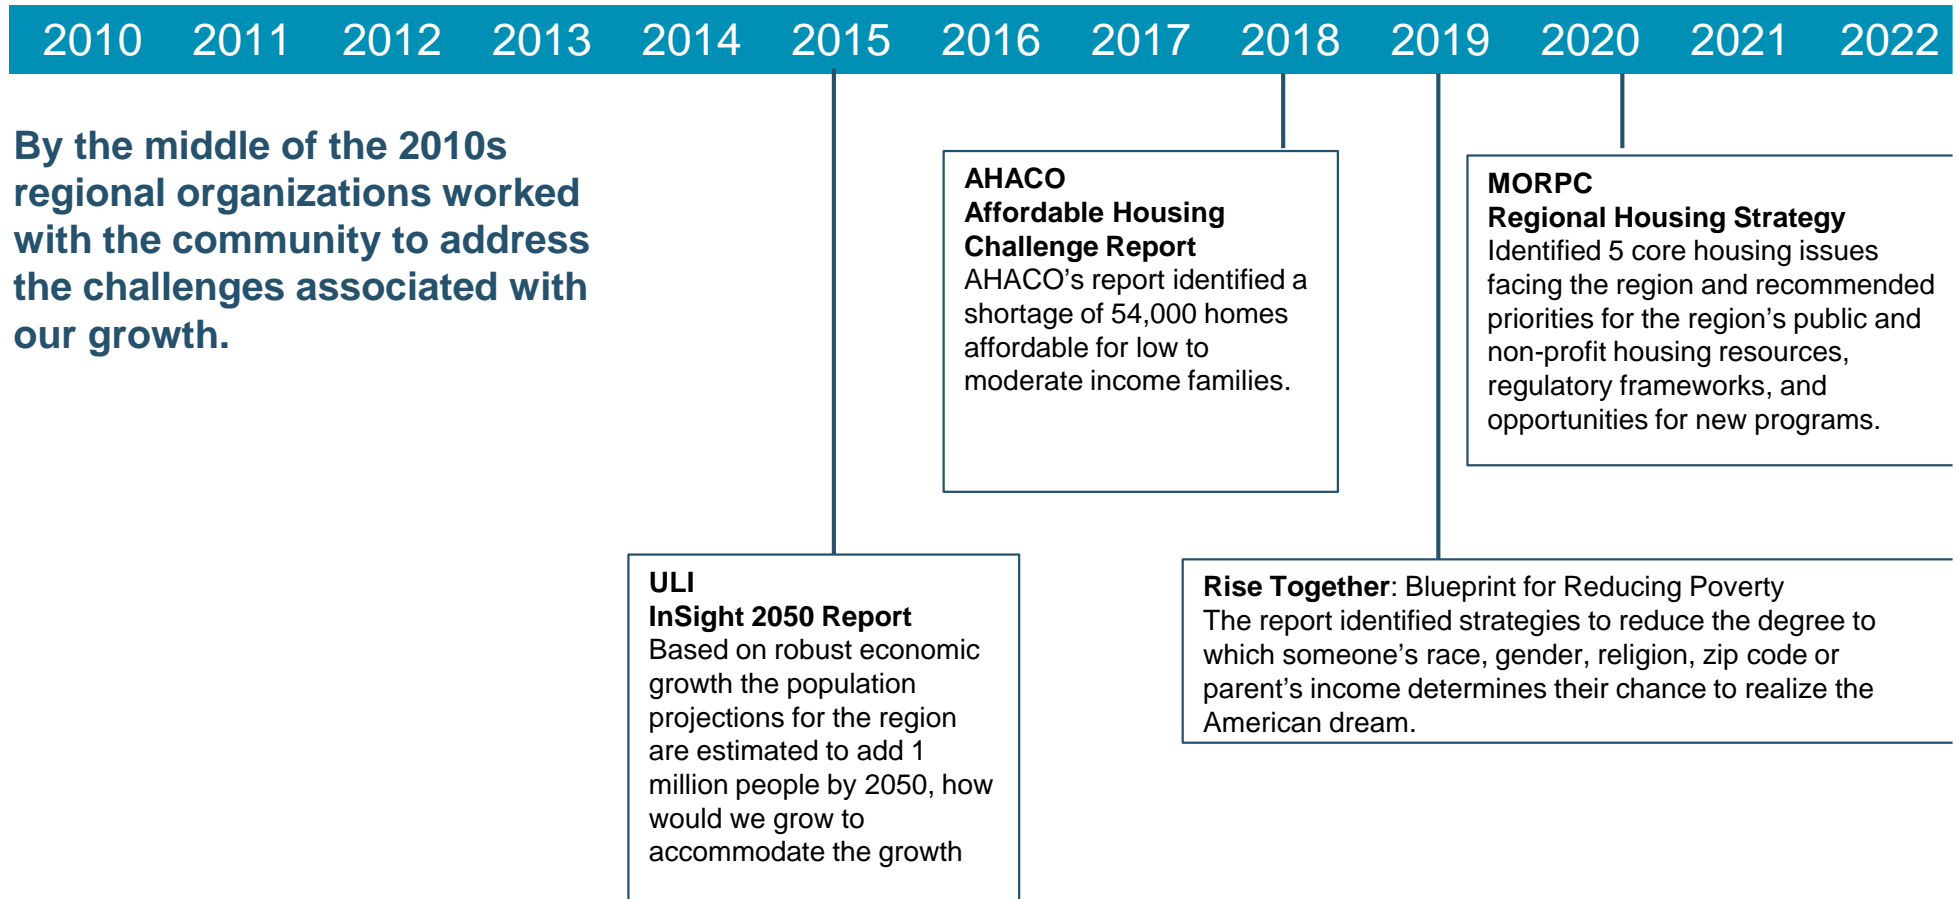 2010 2011 2012 2013 2014 2015 2016 2017 2018 2019 2020 2021 2022
By the middle of the 2010s
regional organizations worked
with the community to address
the challenges associated with
our growth.
AHACO
Affordable Housing
Challenge Report
AHACO’s report identified a
shortage of 54,000 homes
affordable for low to
moderate income families.
MORPC
Regional Housing Strategy
Identified 5 core housing issues
facing the region and recommended
priorities for the region’s public and
non-profit housing resources,
regulatory frameworks, and
opportunities for new programs.
ULI
InSight 2050 Report
Based on robust economic
growth the population
projections for the region
are estimated to add 1
million people by 2050, how
would we grow to
accommodate the growth
Rise Together: Blueprint for Reducing Poverty
The report identified strategies to reduce the degree to
which someone’s race, gender, religion, zip code or
parent’s income determines their chance to realize the
American dream.